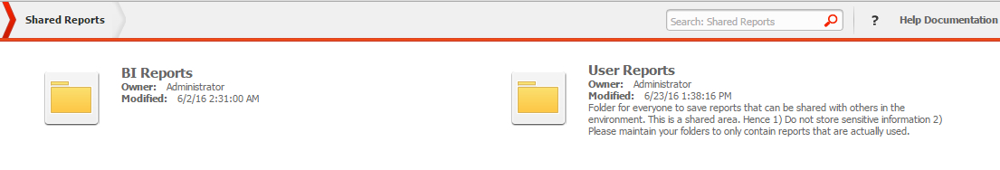 Shared Reports
Search: Shared Reports
?
Help Documentation
BI Reports
Owner: Administrator
Modified: 6/2/16 2:31:00 AM
User Reports
Owner: Administrator
Modified: 6/23/16 1:38:16 PM
Folder for everyone to save reports that can be shared with others in the
environment. This is a shared area. Hence 1) Do not store sensitive information 2)
Please maintain your folders to only contain reports that are actually used.